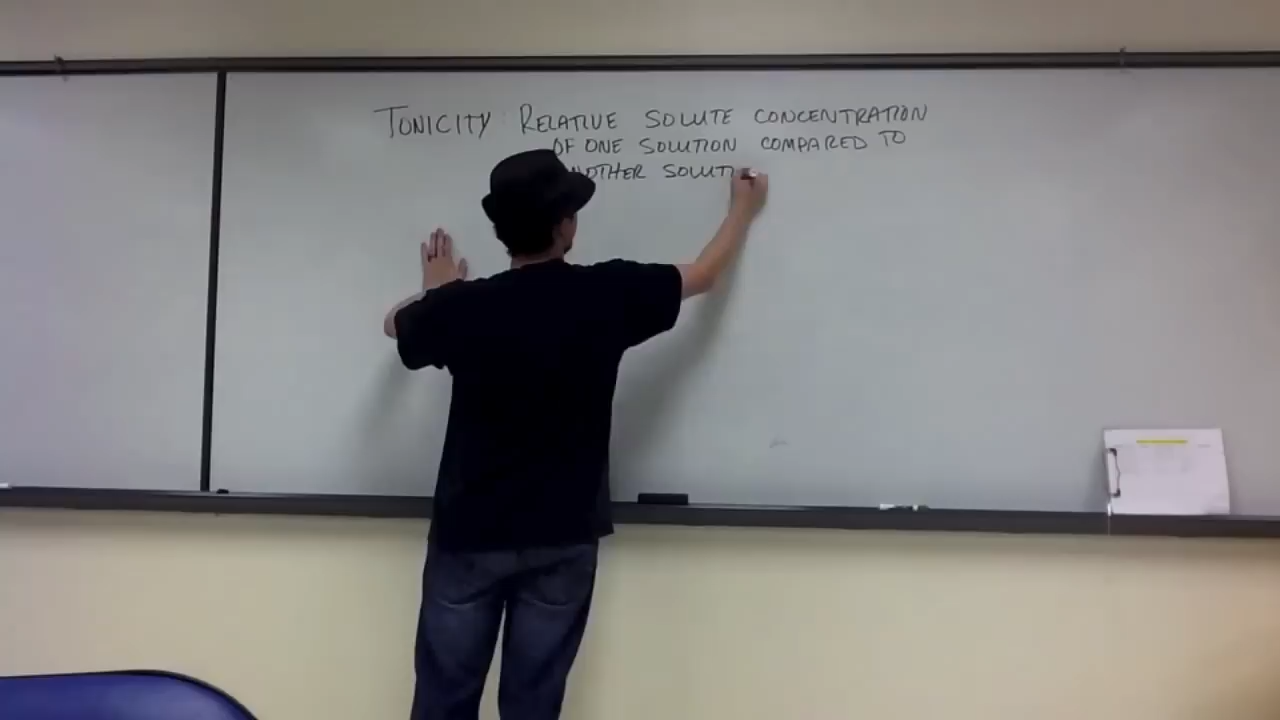 TONICITY: RELATIVE SOLUTE CONCENTRATION
OF ONE SOLUTION COMPARED TO